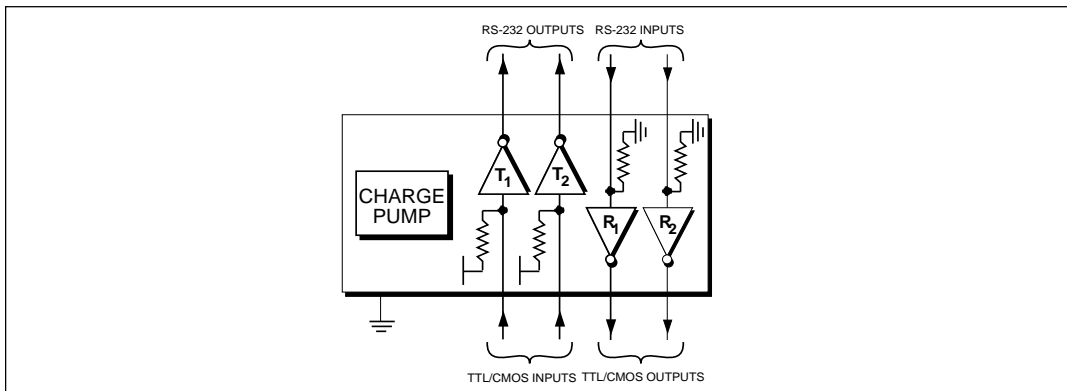 RS-232 OUTPUTS
RS-232 INPUTS
T1
T2
CHARGE
PUMP
R1
R2
TTL/CMOS INPUTS
TTL/CMOS OUTPUTS